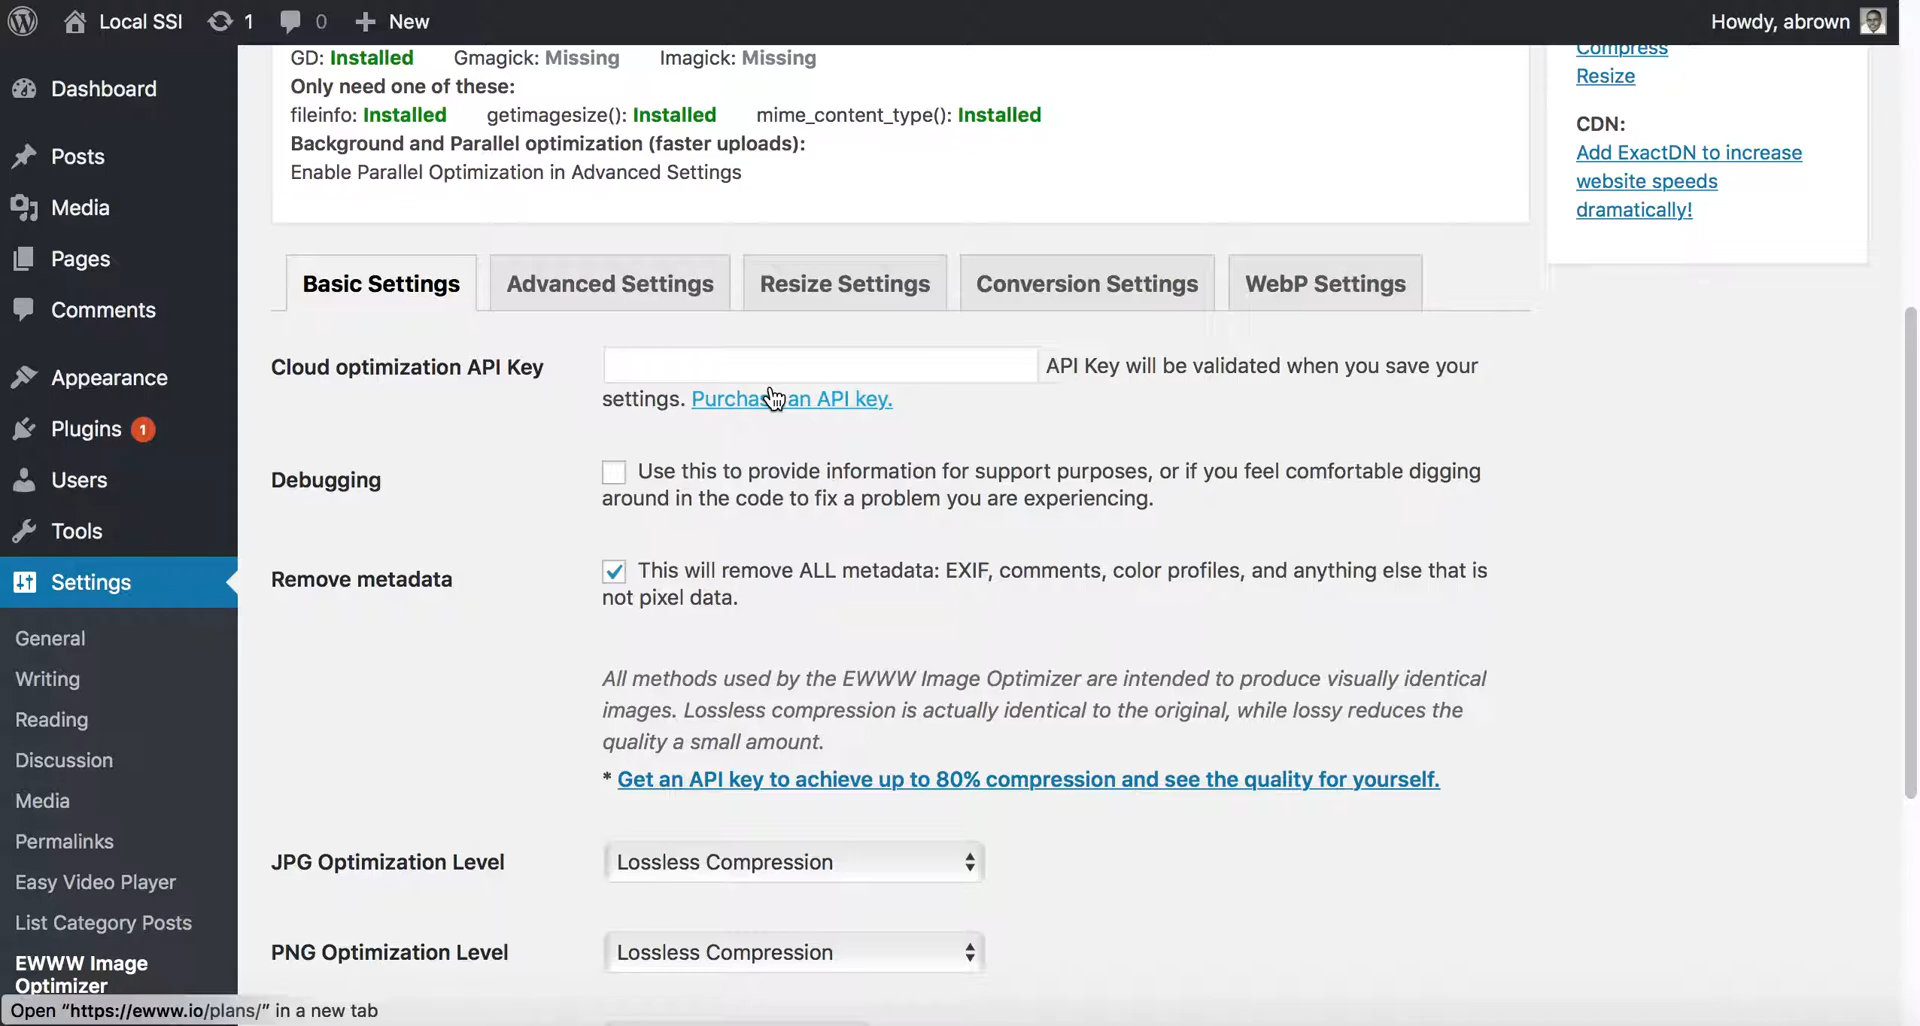 Local SSI 1 0 New Howdy, abrown
Dashboard
Posts
Media
Pages
Comments
Appearance
Plugins 1
Users
Tools
Settings
General
Writing
Reading
Discussion
Media
Permalinks
Easy Video Player
List Category Posts
EWWW Image
Optimizer
GD: Installed Gmagick: Missing Imagick: Missing
Only need one of these:
fileinfo: Installed getimagesize(): Installed mime_content_type(): Installed
Background and Parallel optimization (faster uploads):
Enable Parallel Optimization in Advanced Settings
Compress
Resize
CDN:
Add ExactDN to increase
website speeds
dramatically!
Basic Settings Advanced Settings Resize Settings Conversion Settings WebP Settings
Cloud optimization API Key API Key will be validated when you save your
settings. Purchase an API key.
Debugging Use this to provide information for support purposes, or if you feel comfortable digging
around in the code to fix a problem you are experiencing.
Remove metadata This will remove ALL metadata: EXIF, comments, color profiles, and anything else that is
not pixel data.
All methods used by the EWWW Image Optimizer are intended to produce visually identical
images. Lossless compression is actually identical to the original, while lossy reduces the
quality a small amount.
* Get an API key to achieve up to 80% compression and see the quality for yourself.
JPG Optimization Level Lossless Compression
PNG Optimization Level Lossless Compression
Open “https://ewww.io/plans/” in a new tab